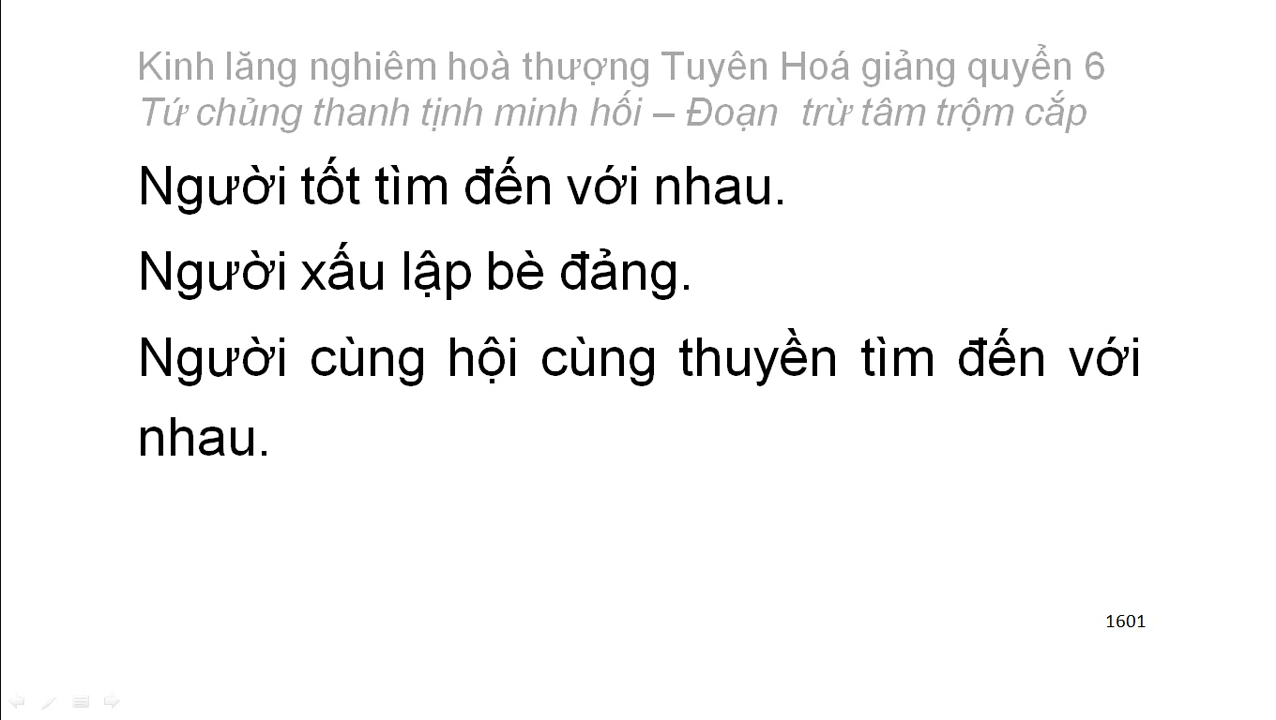 Kinh lăng nghiêm hoà thượng Tuyên Hoá giảng quyển 6
Tứ chủng thanh tịnh minh hối – Đoạn trừ tâm trộm cắp
Người tốt tìm đến với nhau.
Người xấu lập bè đảng.
Người cùng hội cùng thuyền tìm đến với
nhau.
1601